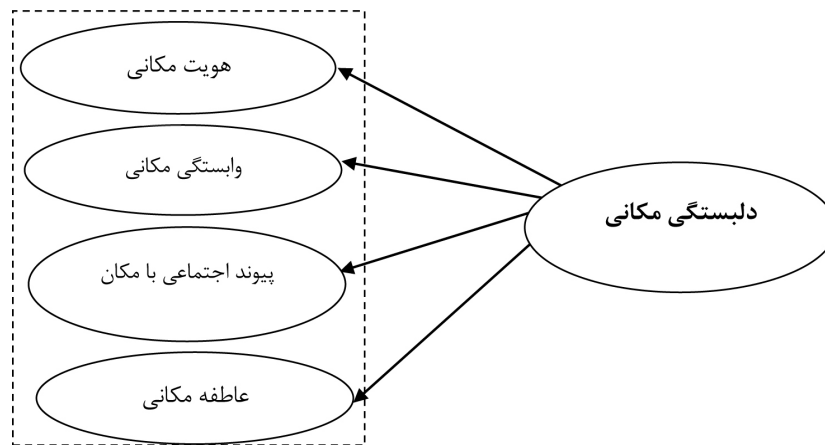 هویت مکانی
وابستگی مکانی
دلبستگی مکانی
پیوند اجتماعی با مکان
عاطفه مکانی